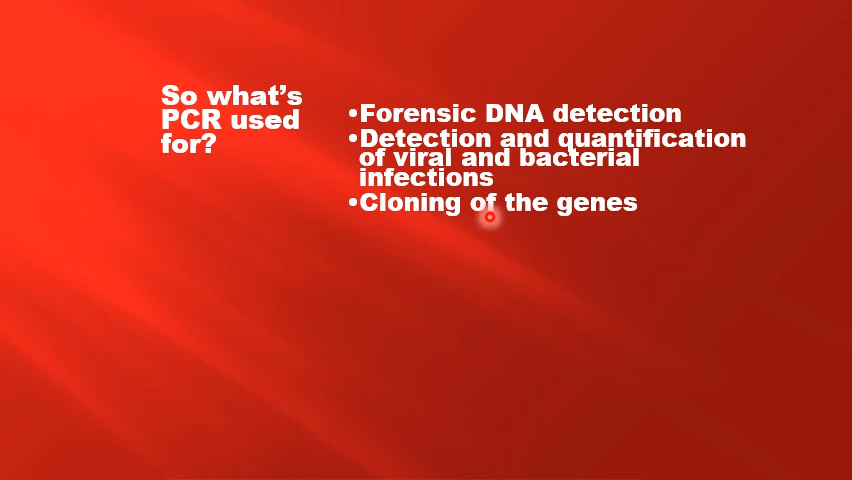 So what’s
PCR used
for?
•Forensic DNA detection
•Detection and quantification
of viral and bacterial
infections
•Cloning of the genes